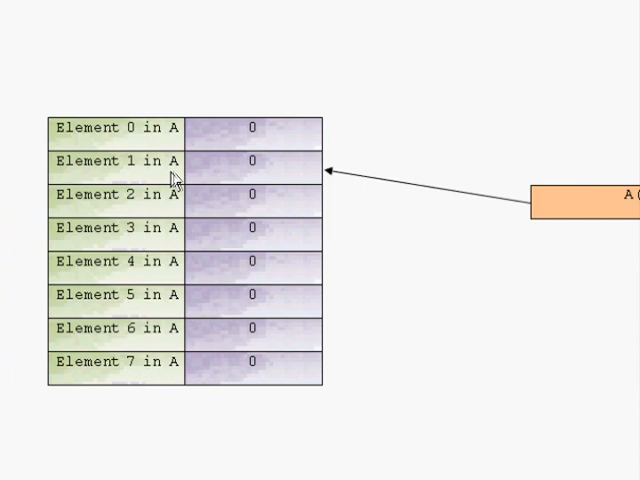 Element 0 in A 0
Element 1 in A 0
Element 2 in A 0
Element 3 in A 0
Element 4 in A 0
Element 5 in A 0
Element 6 in A 0
Element 7 in A 0
A(